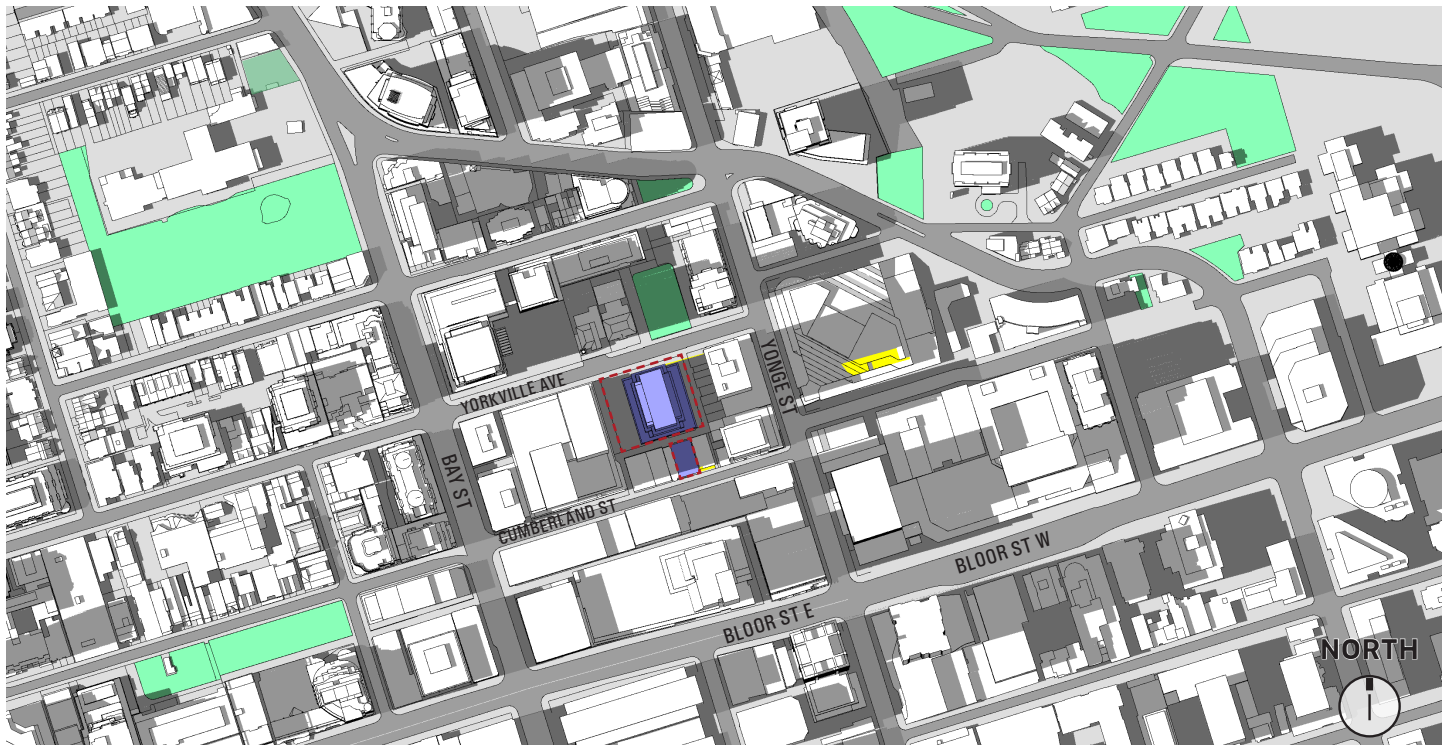 YORKVILLE AVE
YONGE ST
BAY ST
CUMBERLAND ST
BLOOR ST W
BLOOR ST E
NORTH